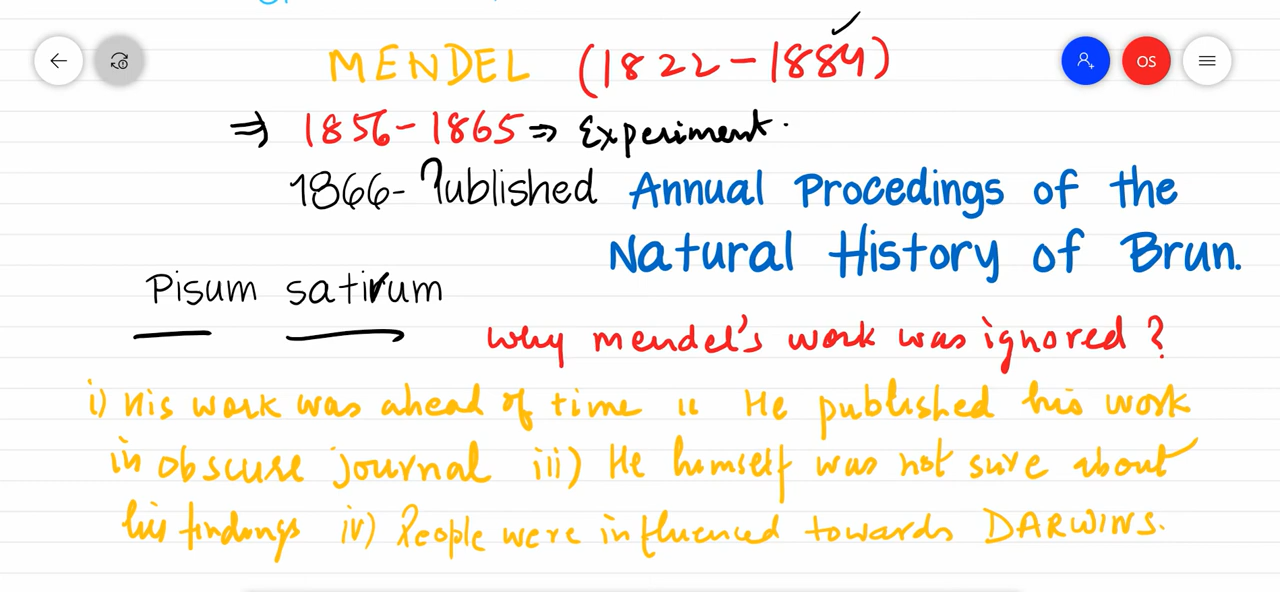 MENDEL (1822-1884)
⇒ 1856-1865 ⇒ Experiment.
1866- Published Annual Procedings of the
Natural History of Brun.
Pisum sativum
Why mendel's work was ignored?
i) His work was ahead of time ii He published his work
in obscure journal iii) He himself was not sure about
his findings iv) People were influenced towards DARWINS.
OS